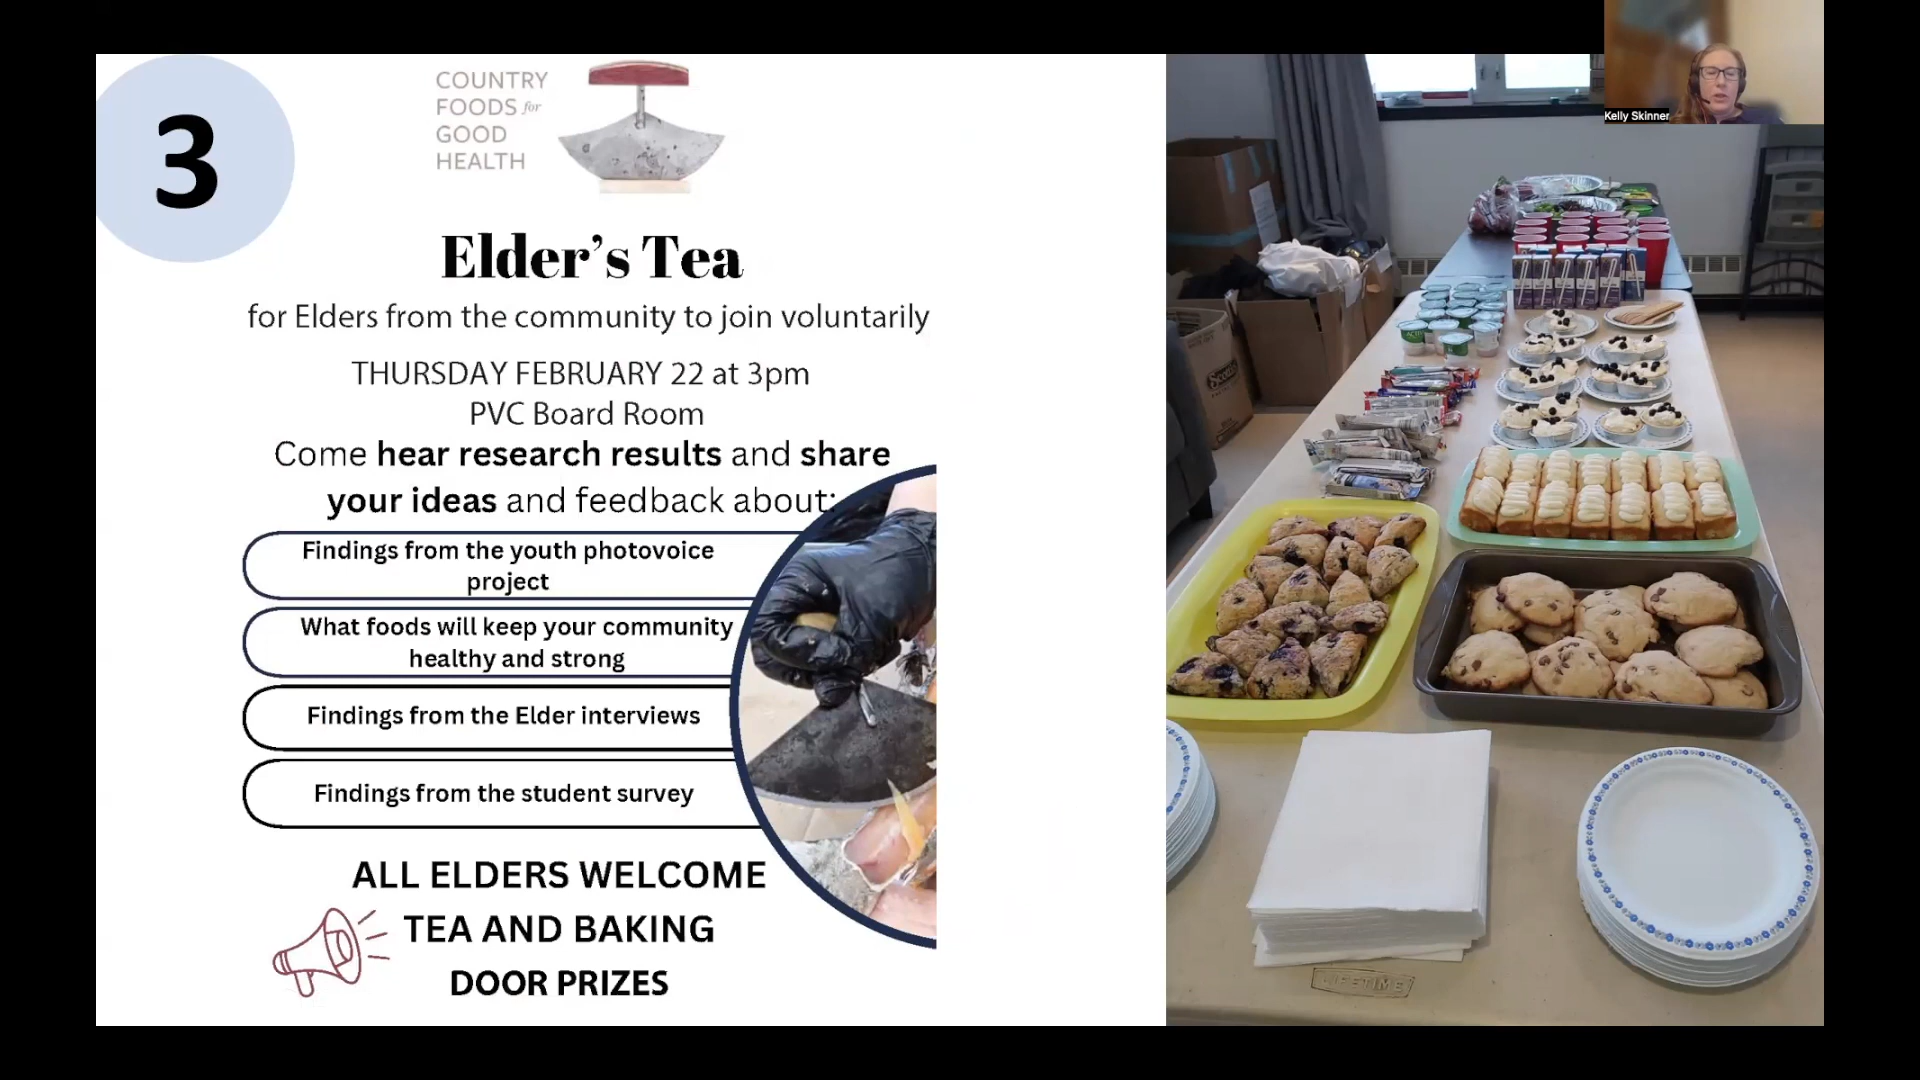 3
COUNTRY
FOODS for
GOOD
HEALTH
Elder's Tea
for Elders from the community to join voluntarily
THURSDAY FEBRUARY 22 at 3pm
PVC Board Room
Come hear research results and share
your ideas and feedback about:
Findings from the youth photovoice
project
What foods will keep your community
healthy and strong
Findings from the Elder interviews
Findings from the student survey
ALL ELDERS WELCOME
TEA AND BAKING
DOOR PRIZES
Kelly Skinner
LIFETIME